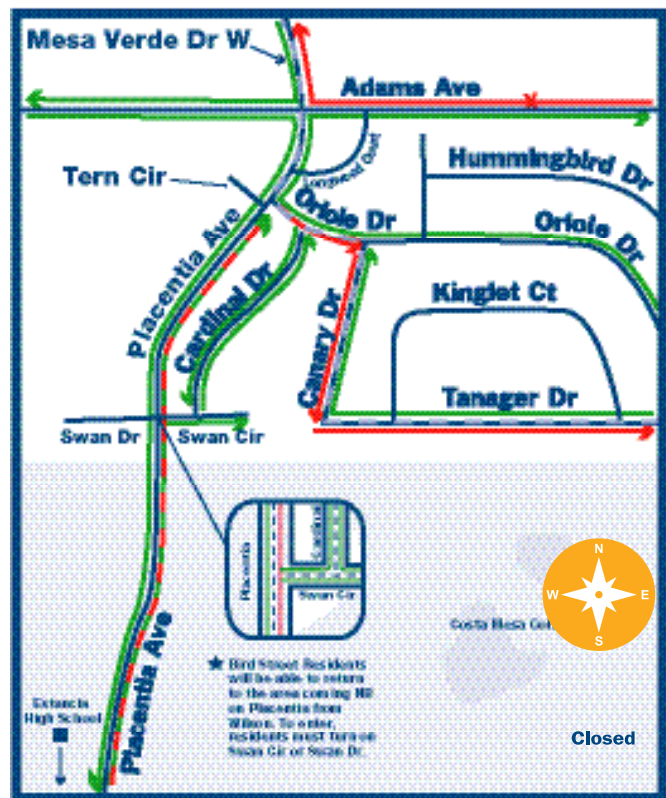 Mesa Verde Dr W
Adams Ave
Hummingbird Dr
Tern Cir
Oriole Dr
Oriole Dr
Placentia Ave
Cardinal Dr
Kinglet Ct
Canary Dr
Tanager Dr
Swan Dr
Swan Cir
Placentia
Cardinal
Swan Cir
N
W
E
S
Costa Mesa
★ Bird Street Residents
will be able to return
to the area coming NB
on Placentia from
Wilson. To enter,
residents must turn on
Swan Cir or Swan Dr.
Placentia Ave
Estancia
High School
Closed